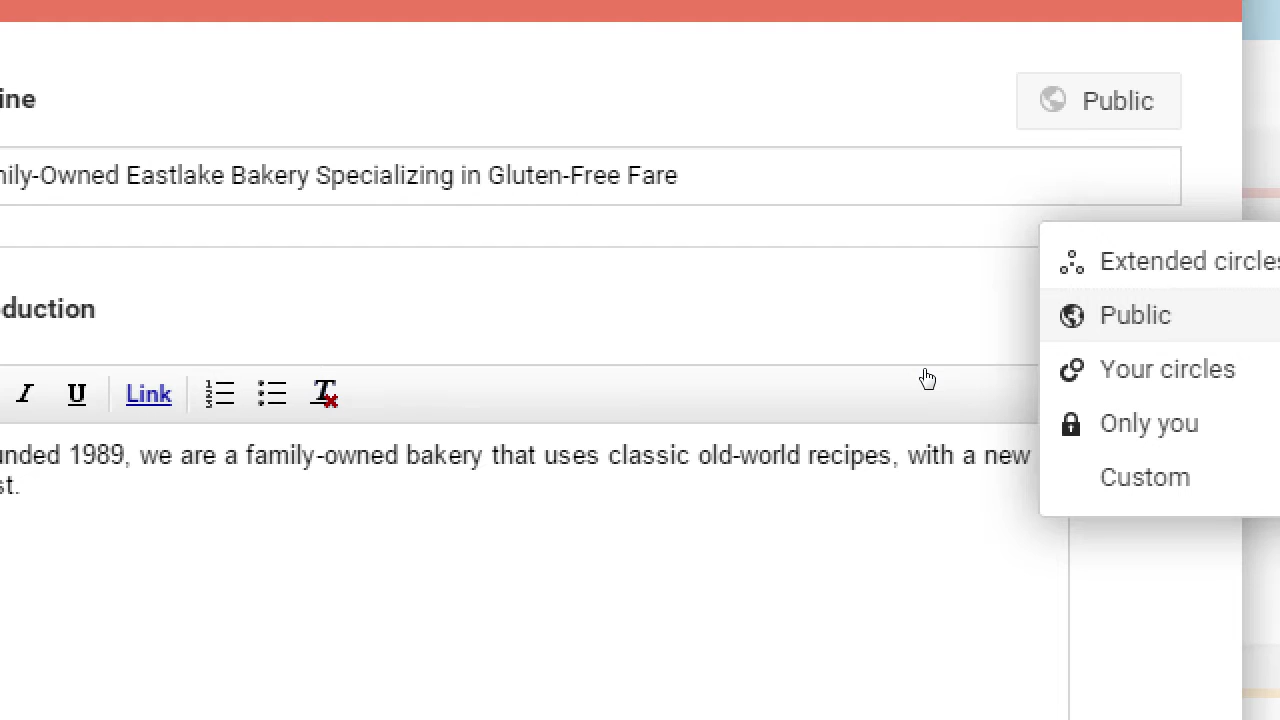 ine
Public
nily-Owned Eastlake Bakery Specializing in Gluten-Free Fare
Extended circles
duction
Public
Your circles
I U Link
Only you
unded 1989, we are a family-owned bakery that uses classic old-world recipes, with a new
st.
Custom